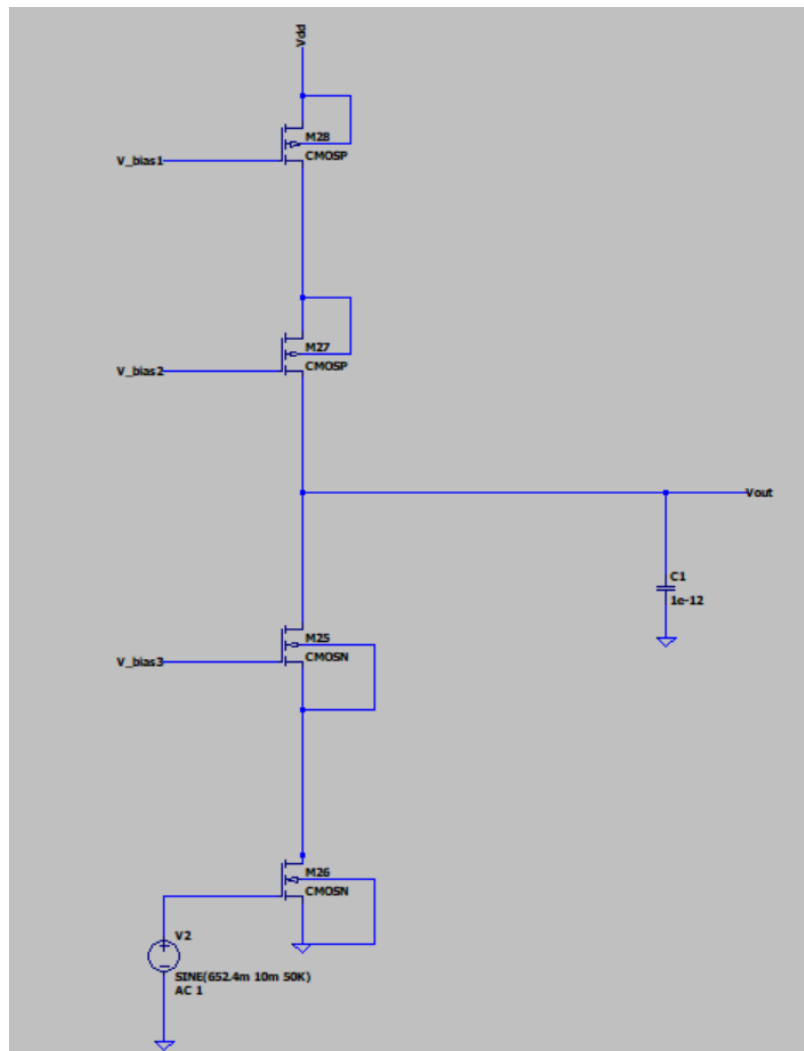 Vdd
M28
CMOSP
V_bias1
M27
CMOSP
V_bias2
Vout
C1
1e-12
M25
CMOSN
V_bias3
M26
CMOSN
V2
SINE(652.4m 10m 50K)
AC 1